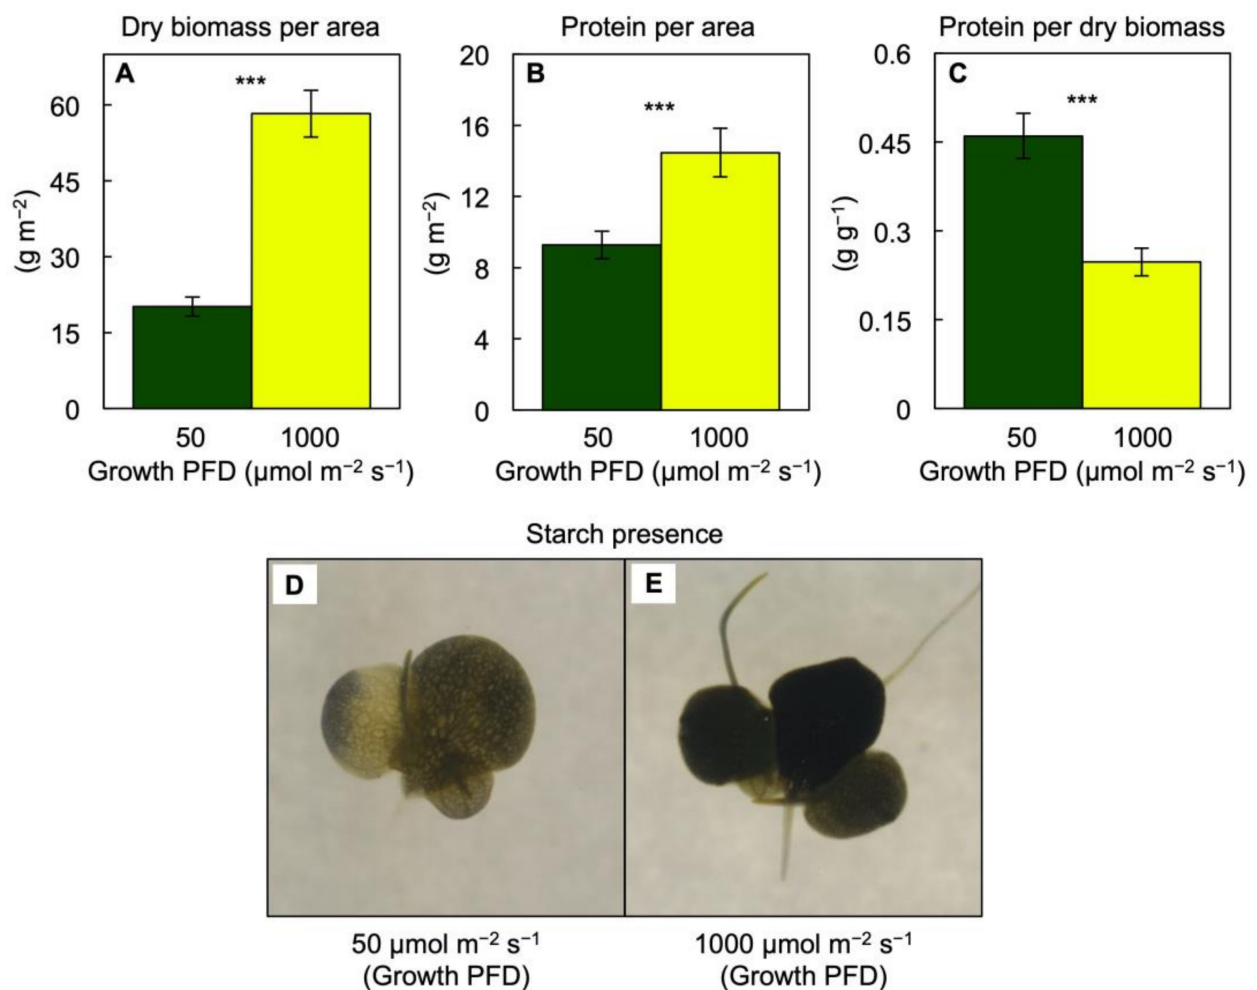 Dry biomass per area
Protein per area
Protein per dry biomass
A
***
60
45
30
15
0
(g m⁻²)
50 1000
Growth PFD (µmol m⁻² s⁻¹)
B
***
20
16
12
8
4
0
(g m⁻²)
50 1000
Growth PFD (µmol m⁻² s⁻¹)
C
***
0.6
0.45
0.3
0.15
0
(g g⁻¹)
50 1000
Growth PFD (µmol m⁻² s⁻¹)
Starch presence
D
E
50 µmol m⁻² s⁻¹
(Growth PFD)
1000 µmol m⁻² s⁻¹
(Growth PFD)